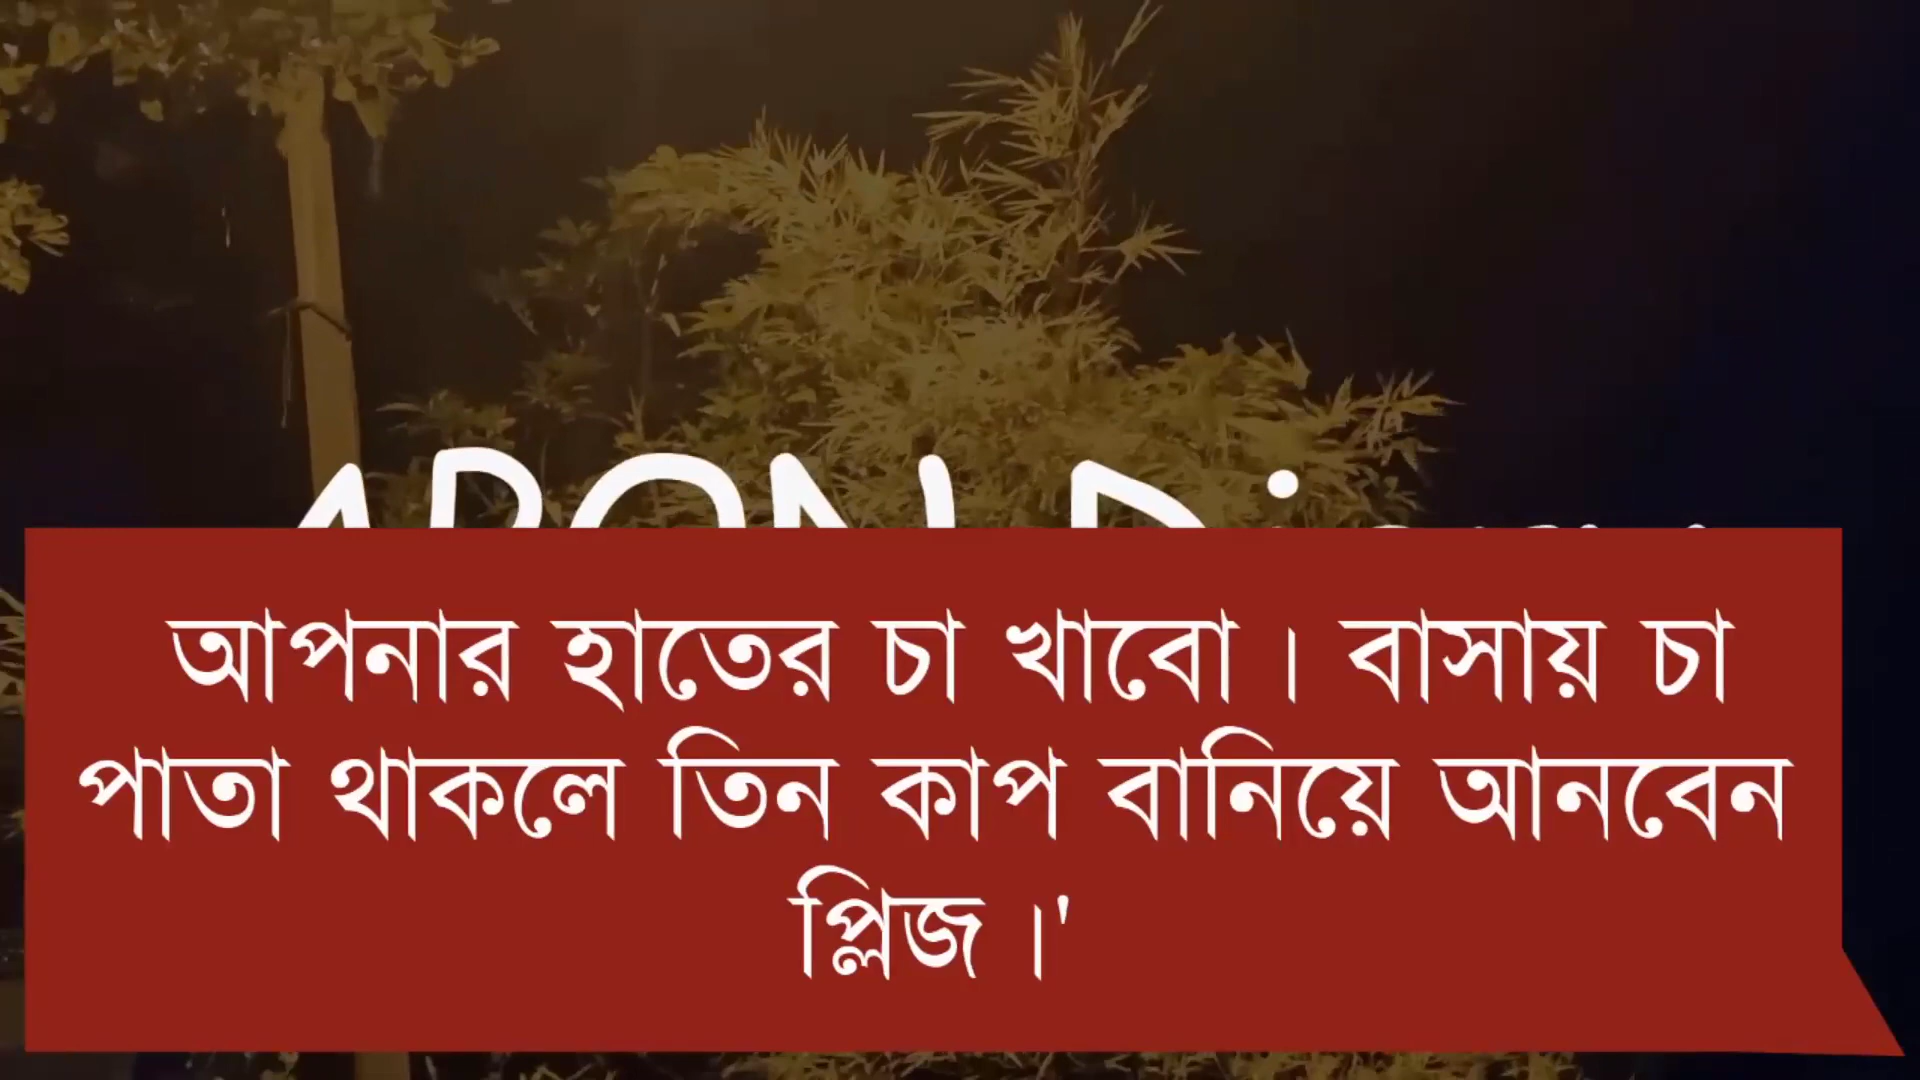 আপনার হাতের চা খাবো। বাসায় চা
পাতা থাকলে তিন কাপ বানিয়ে আনবেন
প্লিজ।'